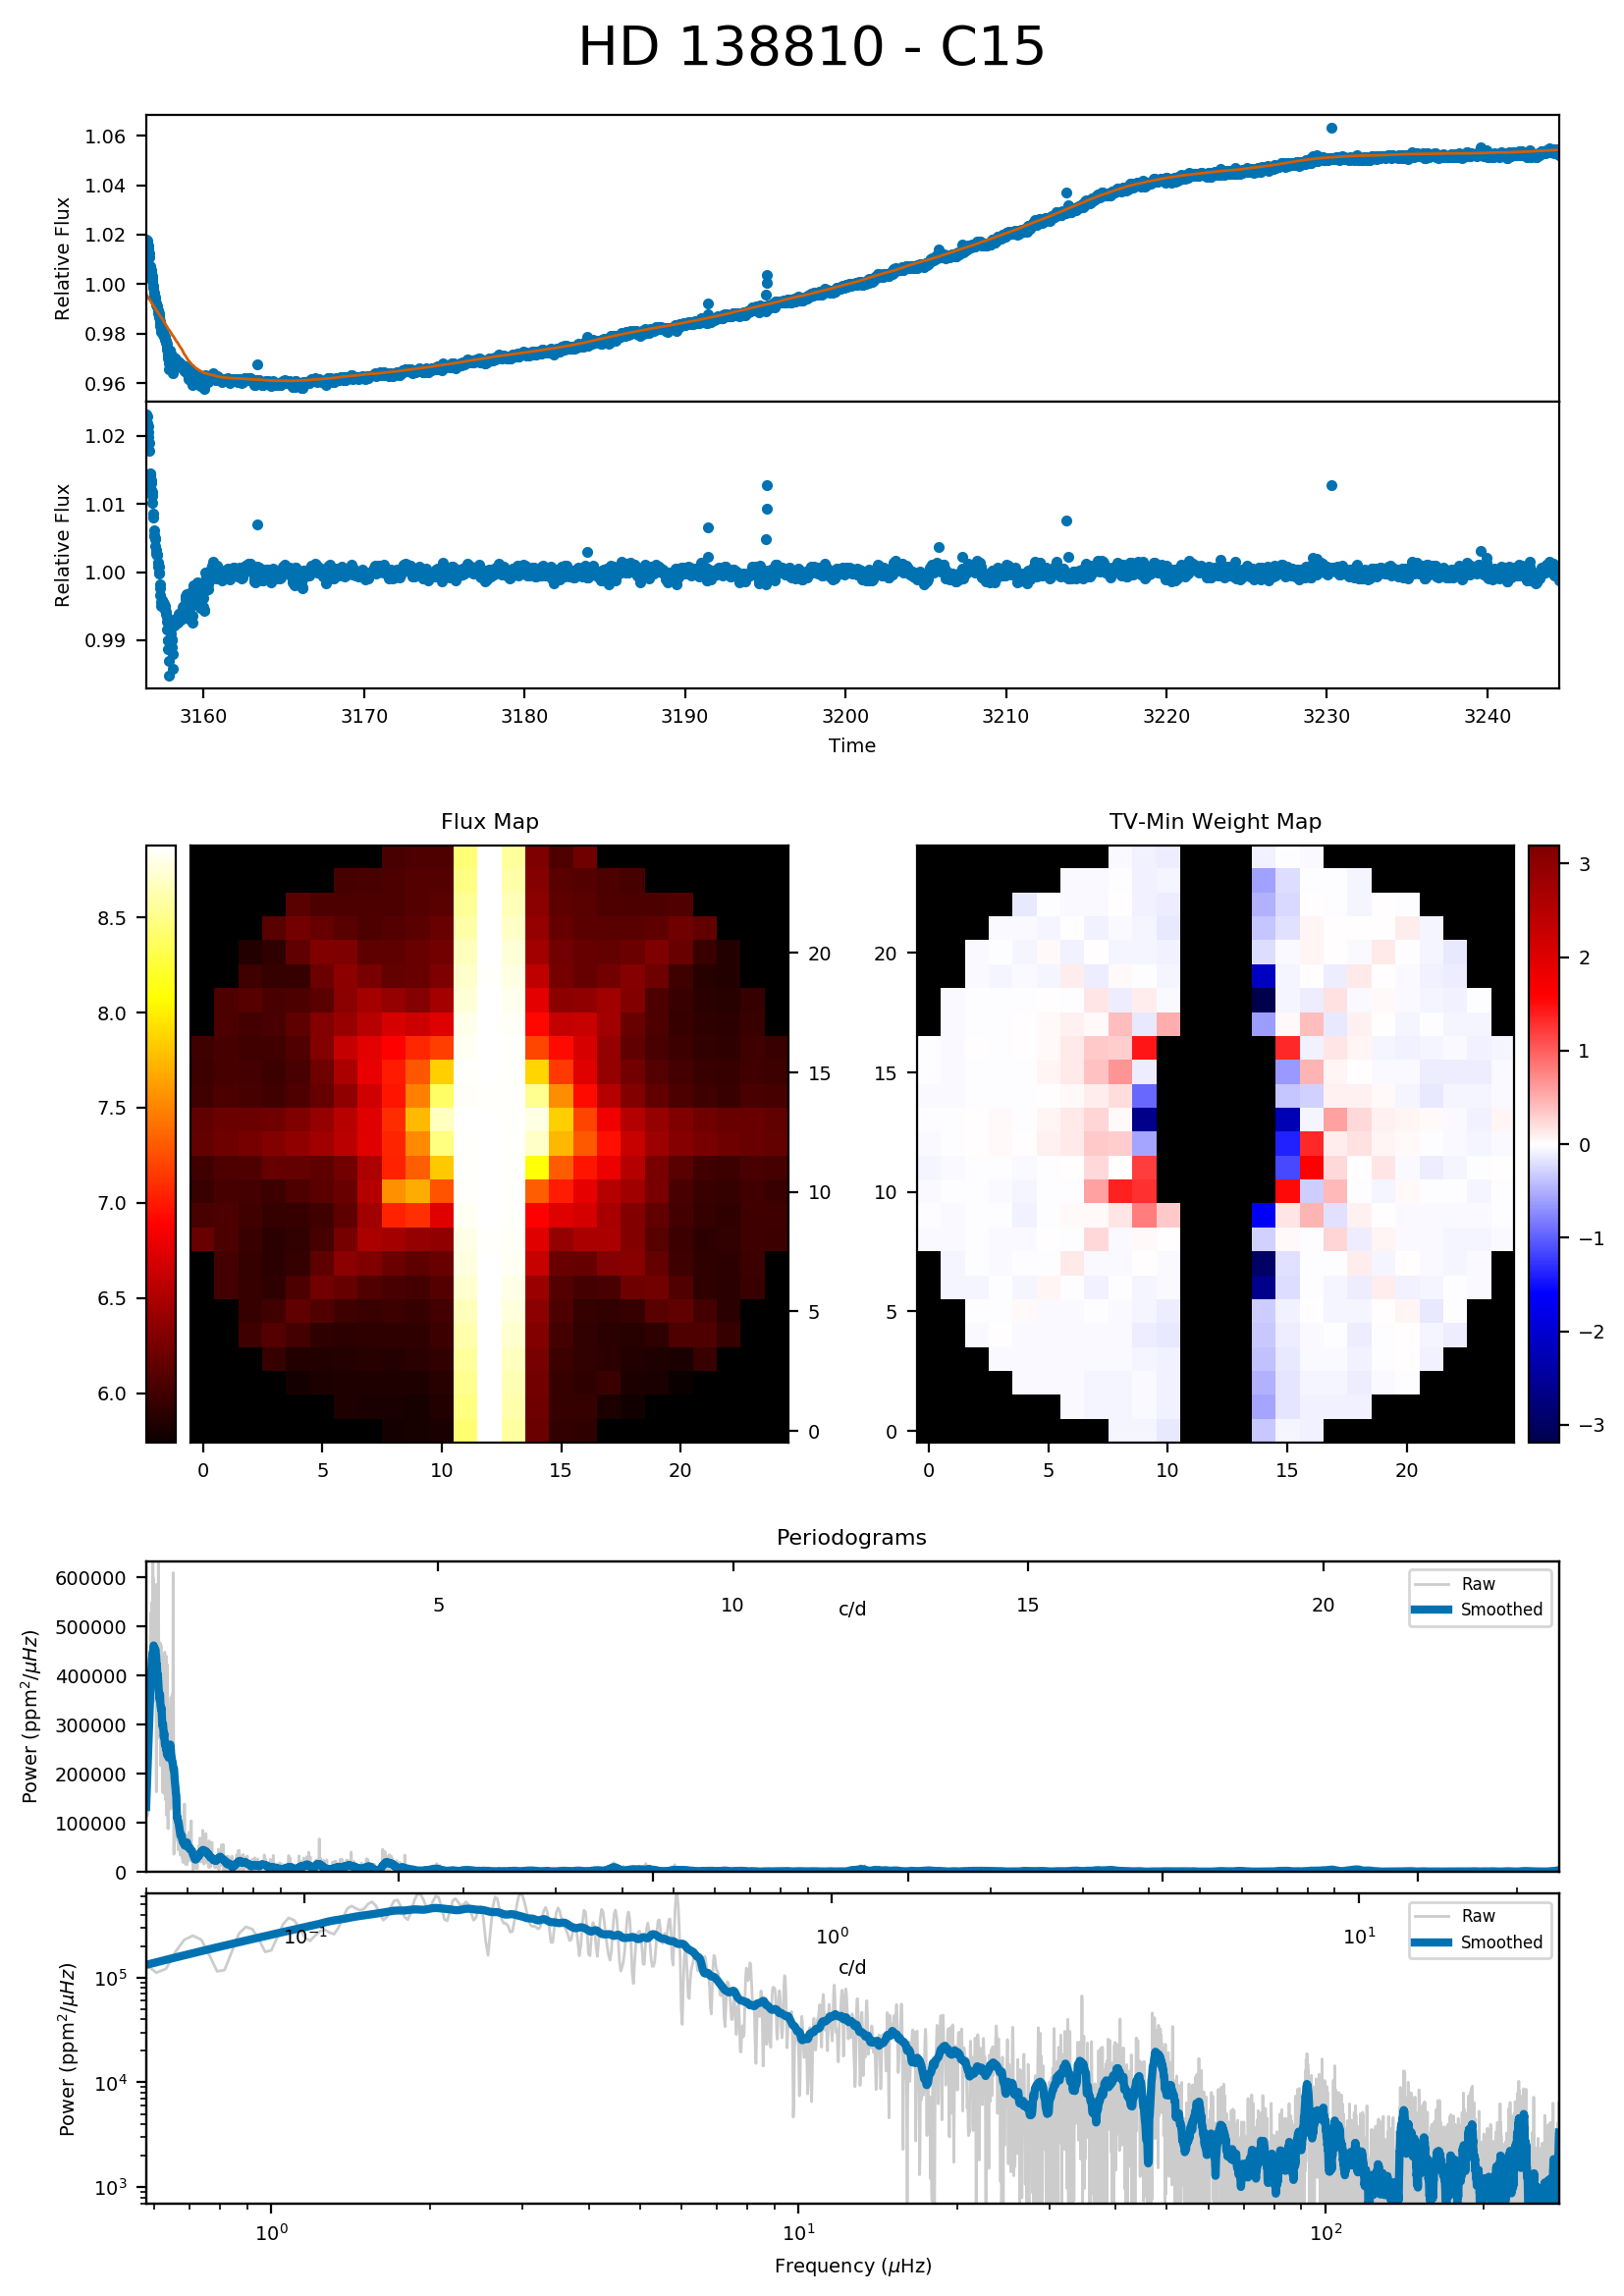 HD 138810 - C15
1.06
1.04
1.02
1.00
0.98
0.96
Relative Flux
1.02
1.01
1.00
0.99
Relative Flux
3160 3170 3180 3190 3200 3210 3220 3230 3240
Time
Flux Map
TV-Min Weight Map
8.5
8.0
7.5
7.0
6.5
6.0
20
15
10
5
0
0 5 10 15 20
20
15
10
5
0
0 5 10 15 20
3
2
1
0
−1
−2
−3
Periodograms
600000
500000
400000
300000
200000
100000
0
Power (ppm²/μHz)
5 10 15 20
c/d
Raw
Smoothed
10⁵
10⁴
10³
Power (ppm²/μHz)
10⁻¹ 10⁰ 10¹
c/d
Raw
Smoothed
10⁰ 10¹ 10²
Frequency (μHz)